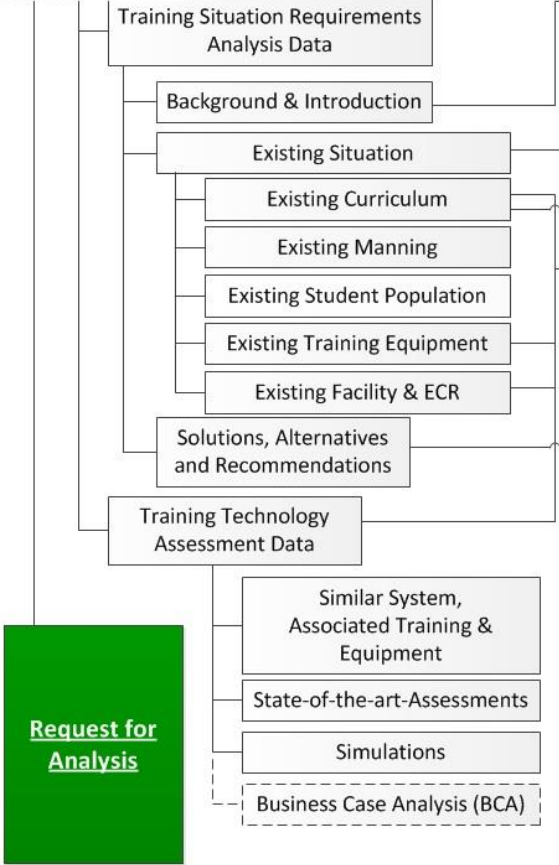 Training Situation Requirements
Analysis Data
Background & Introduction
Existing Situation
Existing Curriculum
Existing Manning
Existing Student Population
Existing Training Equipment
Existing Facility & ECR
Solutions, Alternatives
and Recommendations
Training Technology
Assessment Data
Similar System,
Associated Training &
Equipment
State-of-the-art-Assessments
Simulations
Business Case Analysis (BCA)
Request for
Analysis